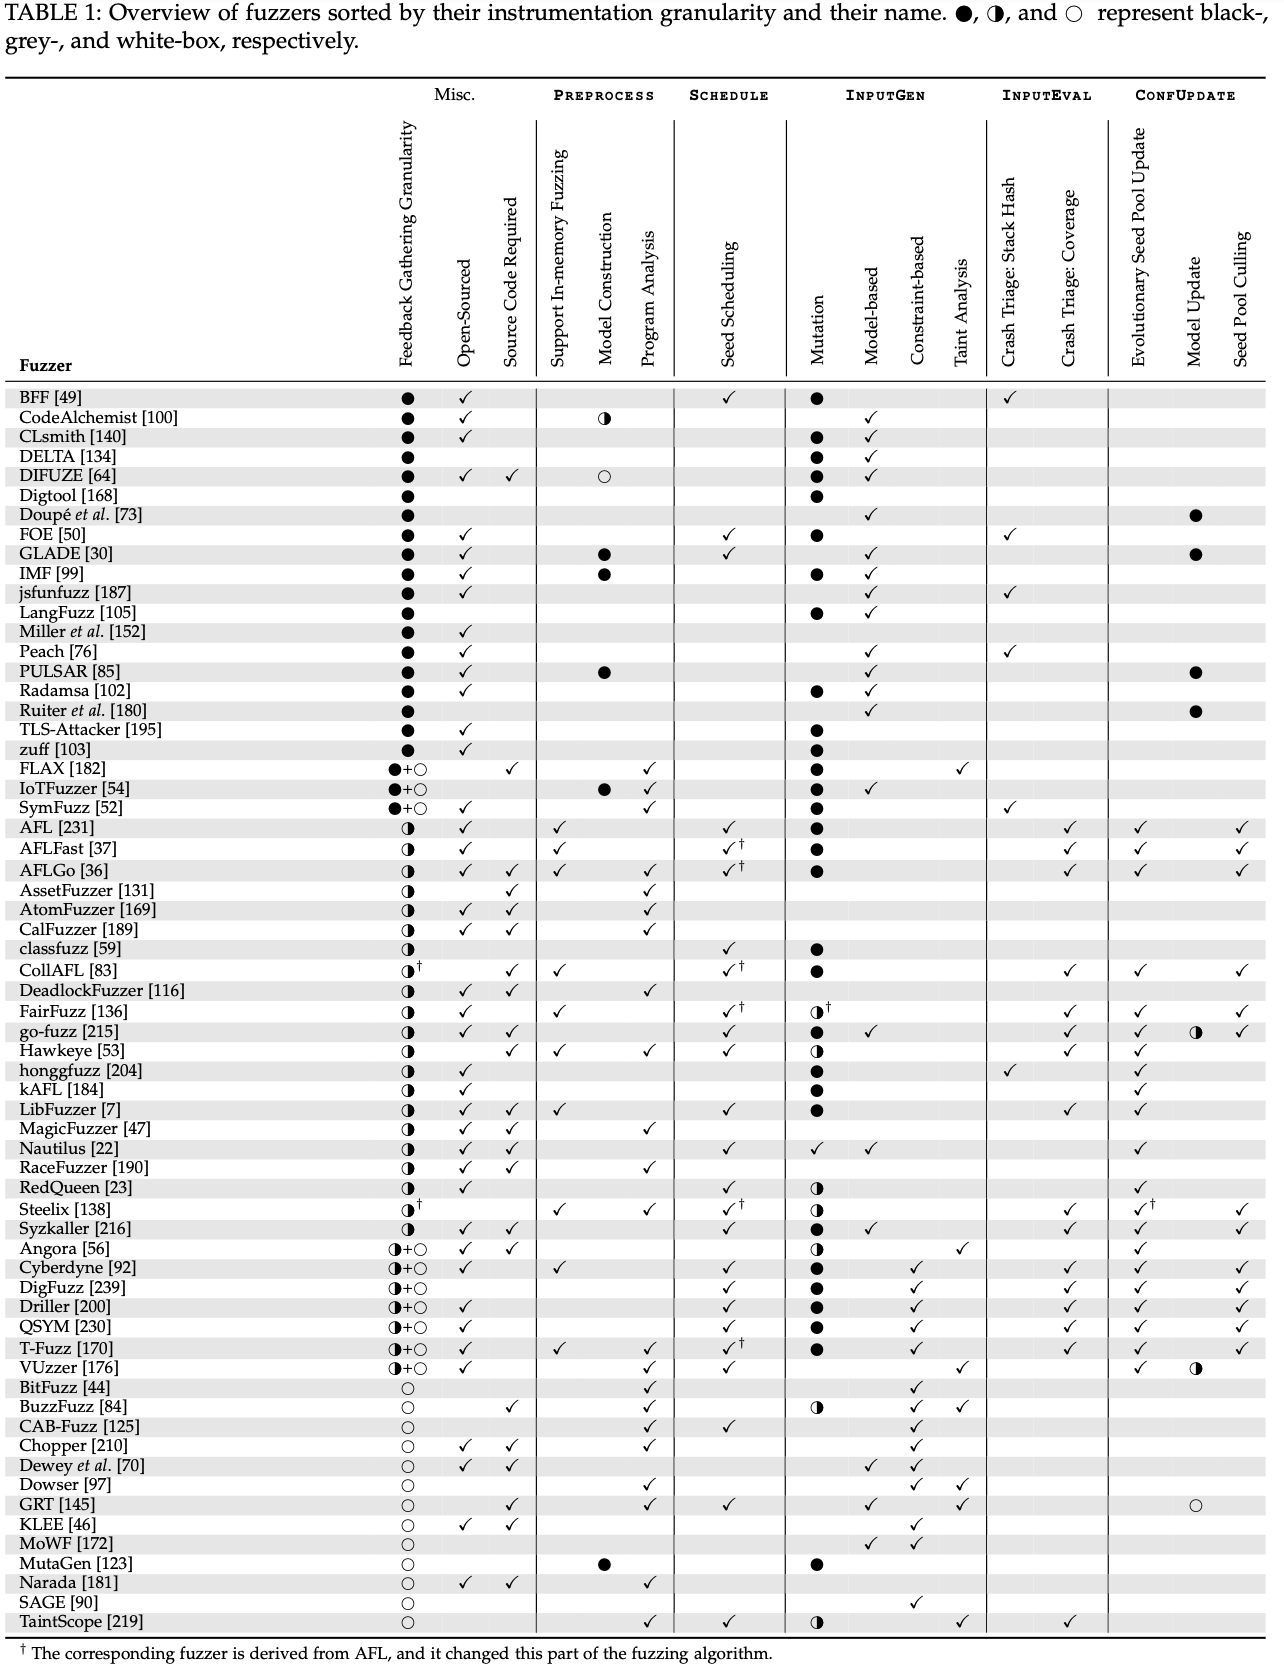 TABLE 1: Overview of fuzzers sorted by their instrumentation granularity and their name. ●, ◑, and ○ represent black-,
grey-, and white-box, respectively.
Misc. PREPROCESS SCHEDULE INPUTGEN INPUTEVAL CONFUPDATE
Fuzzer
Feedback Gathering Granularity
Open-Sourced
Source Code Required
Support In-memory Fuzzing
Model Construction
Program Analysis
Seed Scheduling
Mutation
Model-based
Constraint-based
Taint Analysis
Crash Triage: Stack Hash
Crash Triage: Coverage
Evolutionary Seed Pool Update
Model Update
Seed Pool Culling
BFF [49] ● ✓ ✓ ● ✓
CodeAlchemist [100] ● ✓ ◑ ✓
CLsmith [140] ● ✓ ● ✓
DELTA [134] ● ● ✓
DIFUZE [64] ● ✓ ✓ ○ ● ✓
Digtool [168] ● ●
Doupé et al. [73] ● ✓ ●
FOE [50] ● ✓ ✓ ● ✓
GLADE [30] ● ✓ ● ✓ ✓ ●
IMF [99] ● ✓ ● ● ✓
jsfunfuzz [187] ● ✓ ✓ ✓
LangFuzz [105] ● ● ✓
Miller et al. [152] ● ✓
Peach [76] ● ✓ ✓ ✓
PULSAR [85] ● ✓ ● ✓ ●
Radamsa [102] ● ✓ ● ✓
Ruiter et al. [180] ● ✓ ●
TLS-Attacker [195] ● ✓ ●
zuff [103] ● ✓ ●
FLAX [182] ●+○ ✓ ✓ ● ✓
IoTFuzzer [54] ●+○ ● ✓ ● ✓
SymFuzz [52] ●+○ ✓ ✓ ● ✓
AFL [231] ◑ ✓ ✓ ✓ ● ✓ ✓ ✓
AFLFast [37] ◑ ✓ ✓ ✓† ● ✓ ✓ ✓
AFLGo [36] ◑ ✓ ✓ ✓ ✓ ✓† ● ✓ ✓ ✓
AssetFuzzer [131] ◑ ✓ ✓
AtomFuzzer [169] ◑ ✓ ✓ ✓
CalFuzzer [189] ◑ ✓ ✓ ✓
classfuzz [59] ◑ ✓ ●
CollAFL [83] ◑† ✓ ✓ ✓† ● ✓ ✓ ✓
DeadlockFuzzer [116] ◑ ✓ ✓ ✓
FairFuzz [136] ◑ ✓ ✓ ✓† ◑† ✓ ✓ ✓
go-fuzz [215] ◑ ✓ ✓ ✓ ● ✓ ✓ ✓ ◑ ✓
Hawkeye [53] ◑ ✓ ✓ ✓ ✓ ◑ ✓ ✓
honggfuzz [204] ◑ ✓ ● ✓ ✓
kAFL [184] ◑ ✓ ● ✓
LibFuzzer [7] ◑ ✓ ✓ ✓ ✓ ● ✓ ✓
MagicFuzzer [47] ◑ ✓ ✓ ✓
Nautilus [22] ◑ ✓ ✓ ✓ ✓ ✓ ✓
RaceFuzzer [190] ◑ ✓ ✓ ✓
RedQueen [23] ◑ ✓ ✓ ◑ ✓
Steelix [138] ◑† ✓ ✓ ✓† ◑ ✓ ✓† ✓
Syzkaller [216] ◑ ✓ ✓ ✓ ● ✓ ✓ ✓ ✓
Angora [56] ◑+○ ✓ ✓ ◑ ✓ ✓
Cyberdyne [92] ◑+○ ✓ ✓ ✓ ● ✓ ✓ ✓ ✓
DigFuzz [239] ◑+○ ✓ ● ✓ ✓ ✓ ✓
Driller [200] ◑+○ ✓ ✓ ● ✓ ✓ ✓ ✓
QSYM [230] ◑+○ ✓ ✓ ● ✓ ✓ ✓ ✓
T-Fuzz [170] ◑+○ ✓ ✓ ✓ ✓† ● ✓ ✓ ✓ ✓
VUzzer [176] ◑+○ ✓ ✓ ✓ ✓ ✓ ◑
BitFuzz [44] ○ ✓ ✓
BuzzFuzz [84] ○ ✓ ✓ ◑ ✓ ✓
CAB-Fuzz [125] ○ ✓ ✓ ✓
Chopper [210] ○ ✓ ✓ ✓ ✓
Dewey et al. [70] ○ ✓ ✓ ✓ ✓
Dowser [97] ○ ✓ ✓ ✓
GRT [145] ○ ✓ ✓ ✓ ✓ ✓ ○
KLEE [46] ○ ✓ ✓ ✓
MoWF [172] ○ ✓ ✓
MutaGen [123] ○ ● ●
Narada [181] ○ ✓ ✓ ✓
SAGE [90] ○ ✓
TaintScope [219] ○ ✓ ✓ ◑ ✓ ✓
† The corresponding fuzzer is derived from AFL, and it changed this part of the fuzzing algorithm.